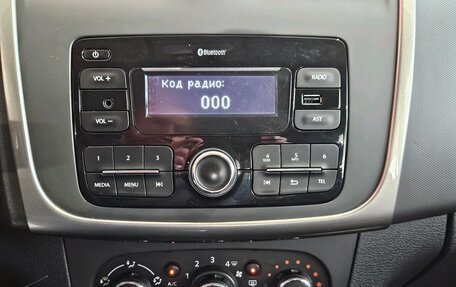 Bluetooth
VOL + RADIO
Код радио:
000
VOL − AST
1 2 3 4 5 6
MEDIA MENU TEL
1 2 3 4
A/C